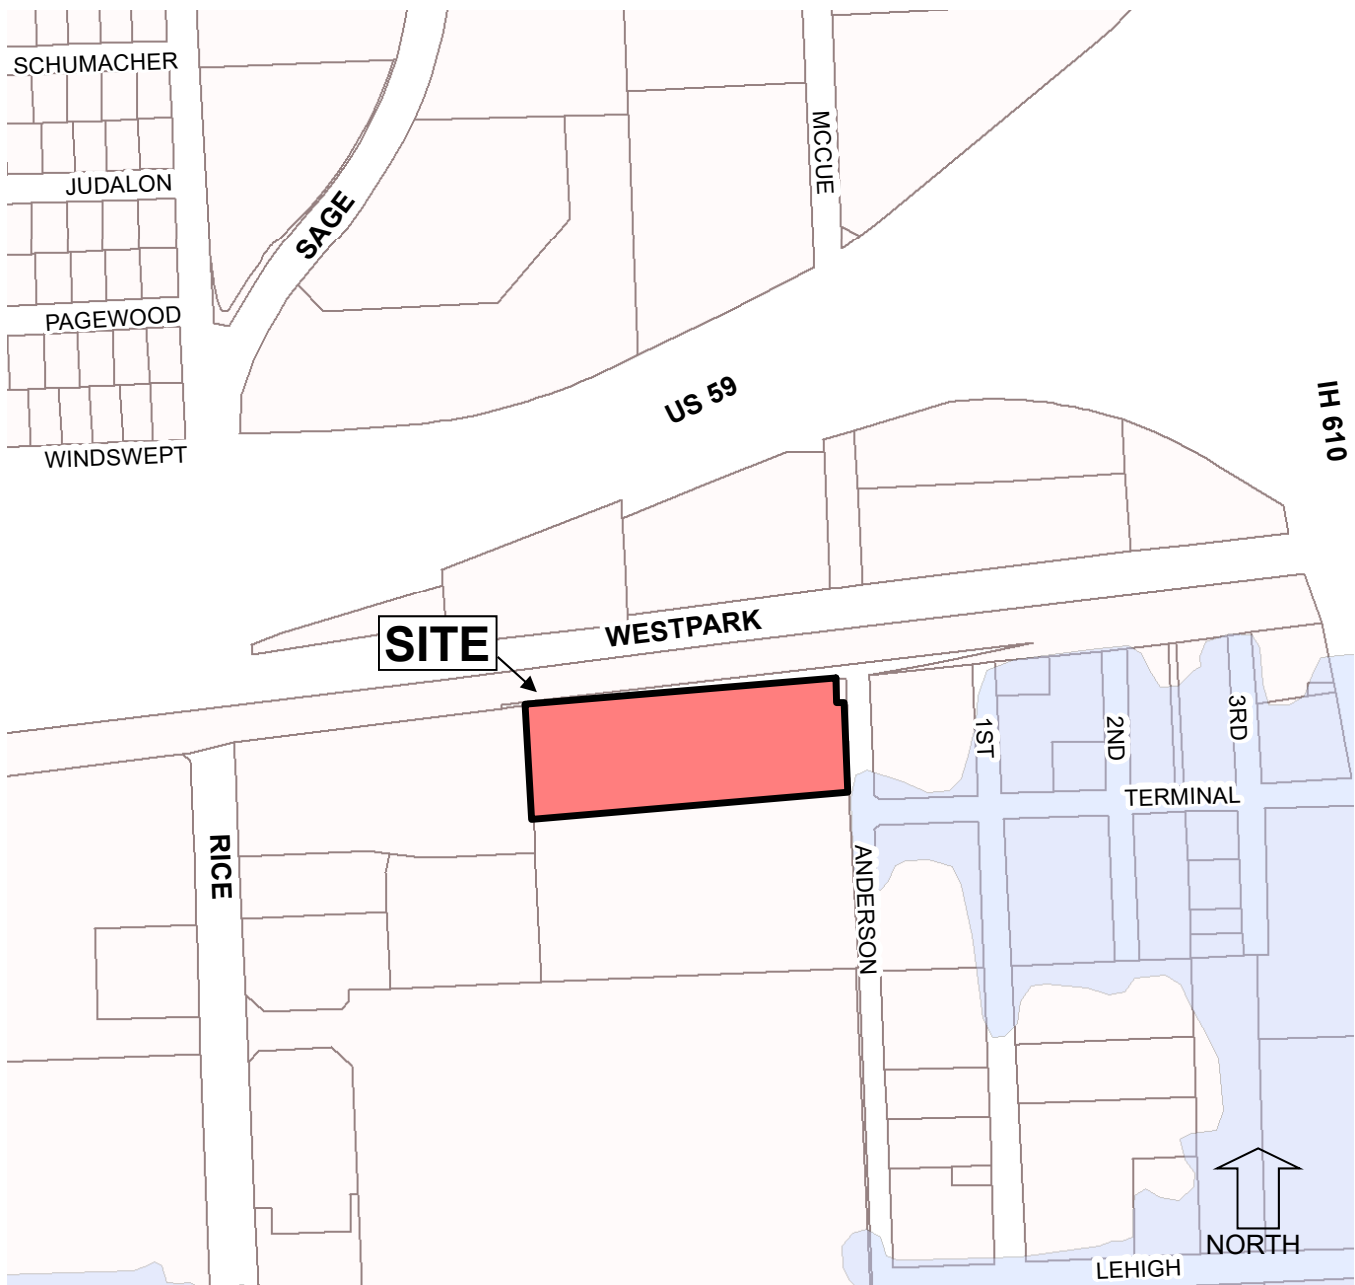 SCHUMACHER
MCCUE
JUDALON
SAGE
PAGEWOOD
US 59
IH 610
WINDSWEPT
SITE
WESTPARK
1ST
2ND
3RD
TERMINAL
RICE
ANDERSON
NORTH
LEHIGH